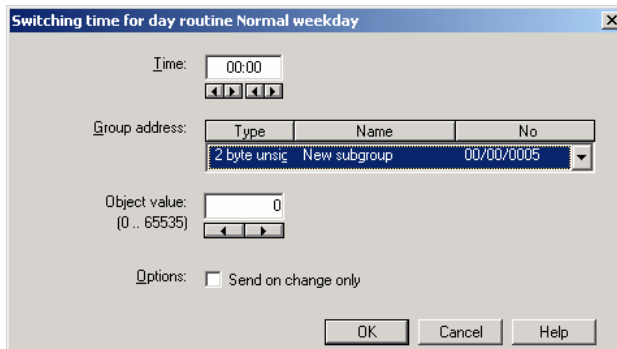 Switching time for day routine Normal weekday
Time: 00:00
Group address: Type Name No
2 byte unsig New subgroup 00/00/0005
Object value: 0
(0 .. 65535)
Options: Send on change only
OK Cancel Help